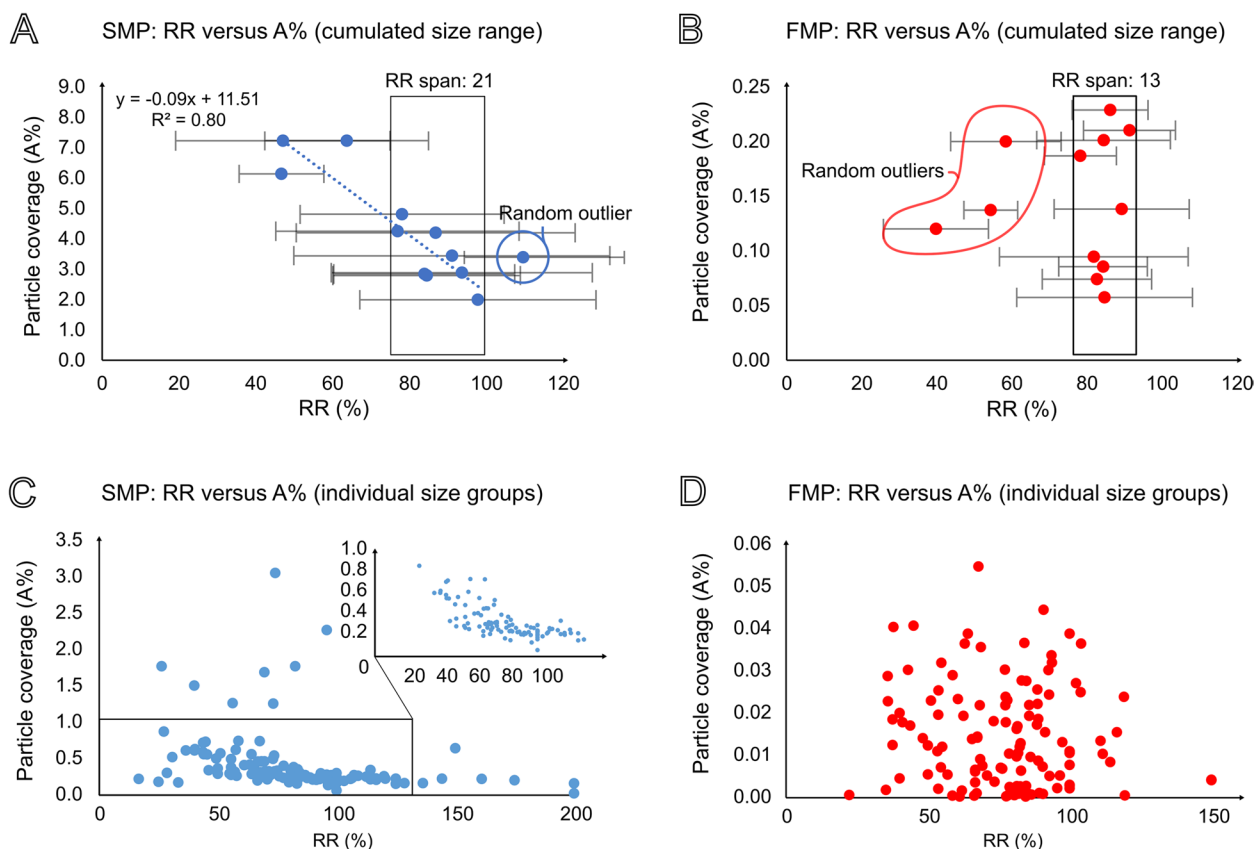 A
SMP: RR versus A% (cumulated size range)
RR span: 21
y = -0.09x + 11.51
R² = 0.80
Random outlier
Particle coverage (A%)
9.0
8.0
7.0
6.0
5.0
4.0
3.0
2.0
1.0
0.0
0 20 40 60 80 100 120
RR (%)
B
FMP: RR versus A% (cumulated size range)
RR span: 13
Random outliers
Particle coverage (A%)
0.25
0.20
0.15
0.10
0.05
0.00
0 20 40 60 80 100 120
RR (%)
C
SMP: RR versus A% (individual size groups)
Particle coverage (A%)
3.5
3.0
2.5
2.0
1.5
1.0
0.5
0.0
0 50 100 150 200
RR (%)
1.0
0.8
0.6
0.4
0.2
0
20 40 60 80 100
D
FMP: RR versus A% (individual size groups)
Particle coverage (A%)
0.06
0.05
0.04
0.03
0.02
0.01
0.00
0 50 100 150
RR (%)